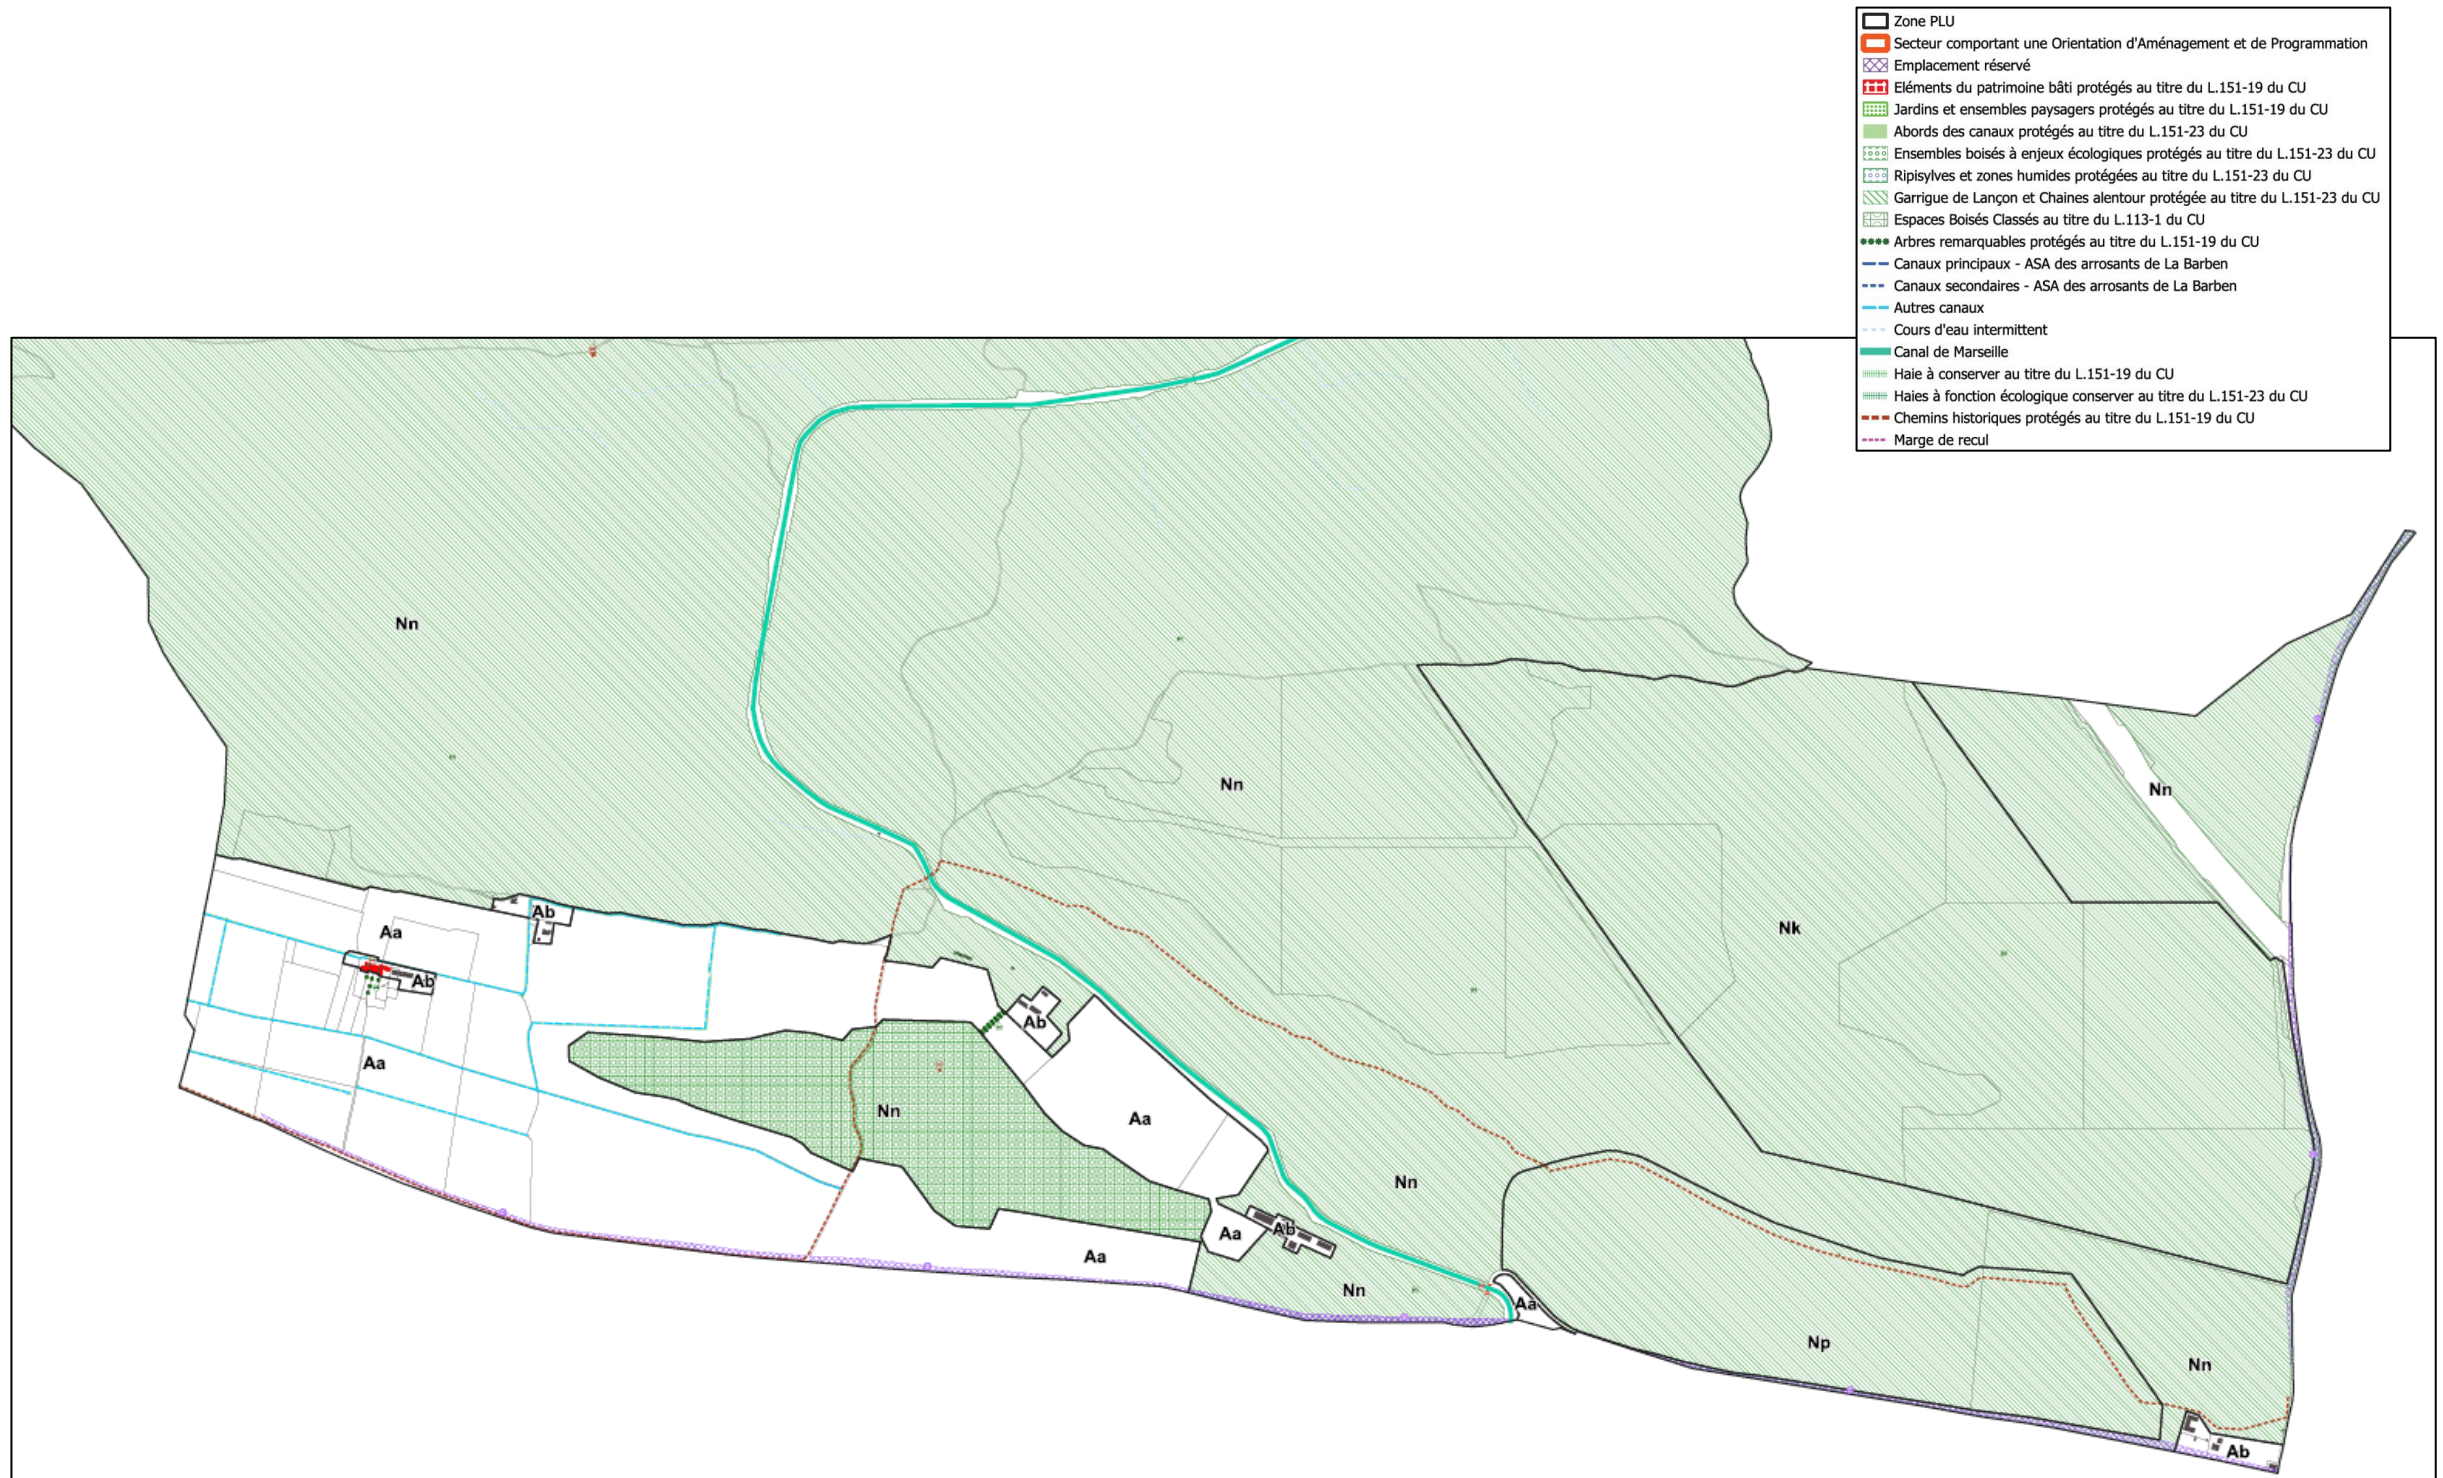 Zone PLU
Secteur comportant une Orientation d'Aménagement et de Programmation
Emplacement réservé
Eléments du patrimoine bâti protégés au titre du L.151-19 du CU
Jardins et ensembles paysagers protégés au titre du L.151-19 du CU
Abords des canaux protégés au titre du L.151-23 du CU
Ensembles boisés à enjeux écologiques protégés au titre du L.151-23 du CU
Ripisylves et zones humides protégées au titre du L.151-23 du CU
Garrigue de Lançon et Chaines alentour protégée au titre du L.151-23 du CU
Espaces Boisés Classés au titre du L.113-1 du CU
Arbres remarquables protégés au titre du L.151-19 du CU
Canaux principaux - ASA des arrosants de La Barben
Canaux secondaires - ASA des arrosants de La Barben
Autres canaux
Cours d'eau intermittent
Canal de Marseille
Haie à conserver au titre du L.151-19 du CU
Haies à fonction écologique conserver au titre du L.151-23 du CU
Chemins historiques protégés au titre du L.151-19 du CU
Marge de recul
Nn
Nn
Nn
Ab
Aa
Nk
Ab
Ab
Aa
Nn
Aa
Nn
Ab
Aa
Aa
Nn
Aa
Np
Nn
Ab